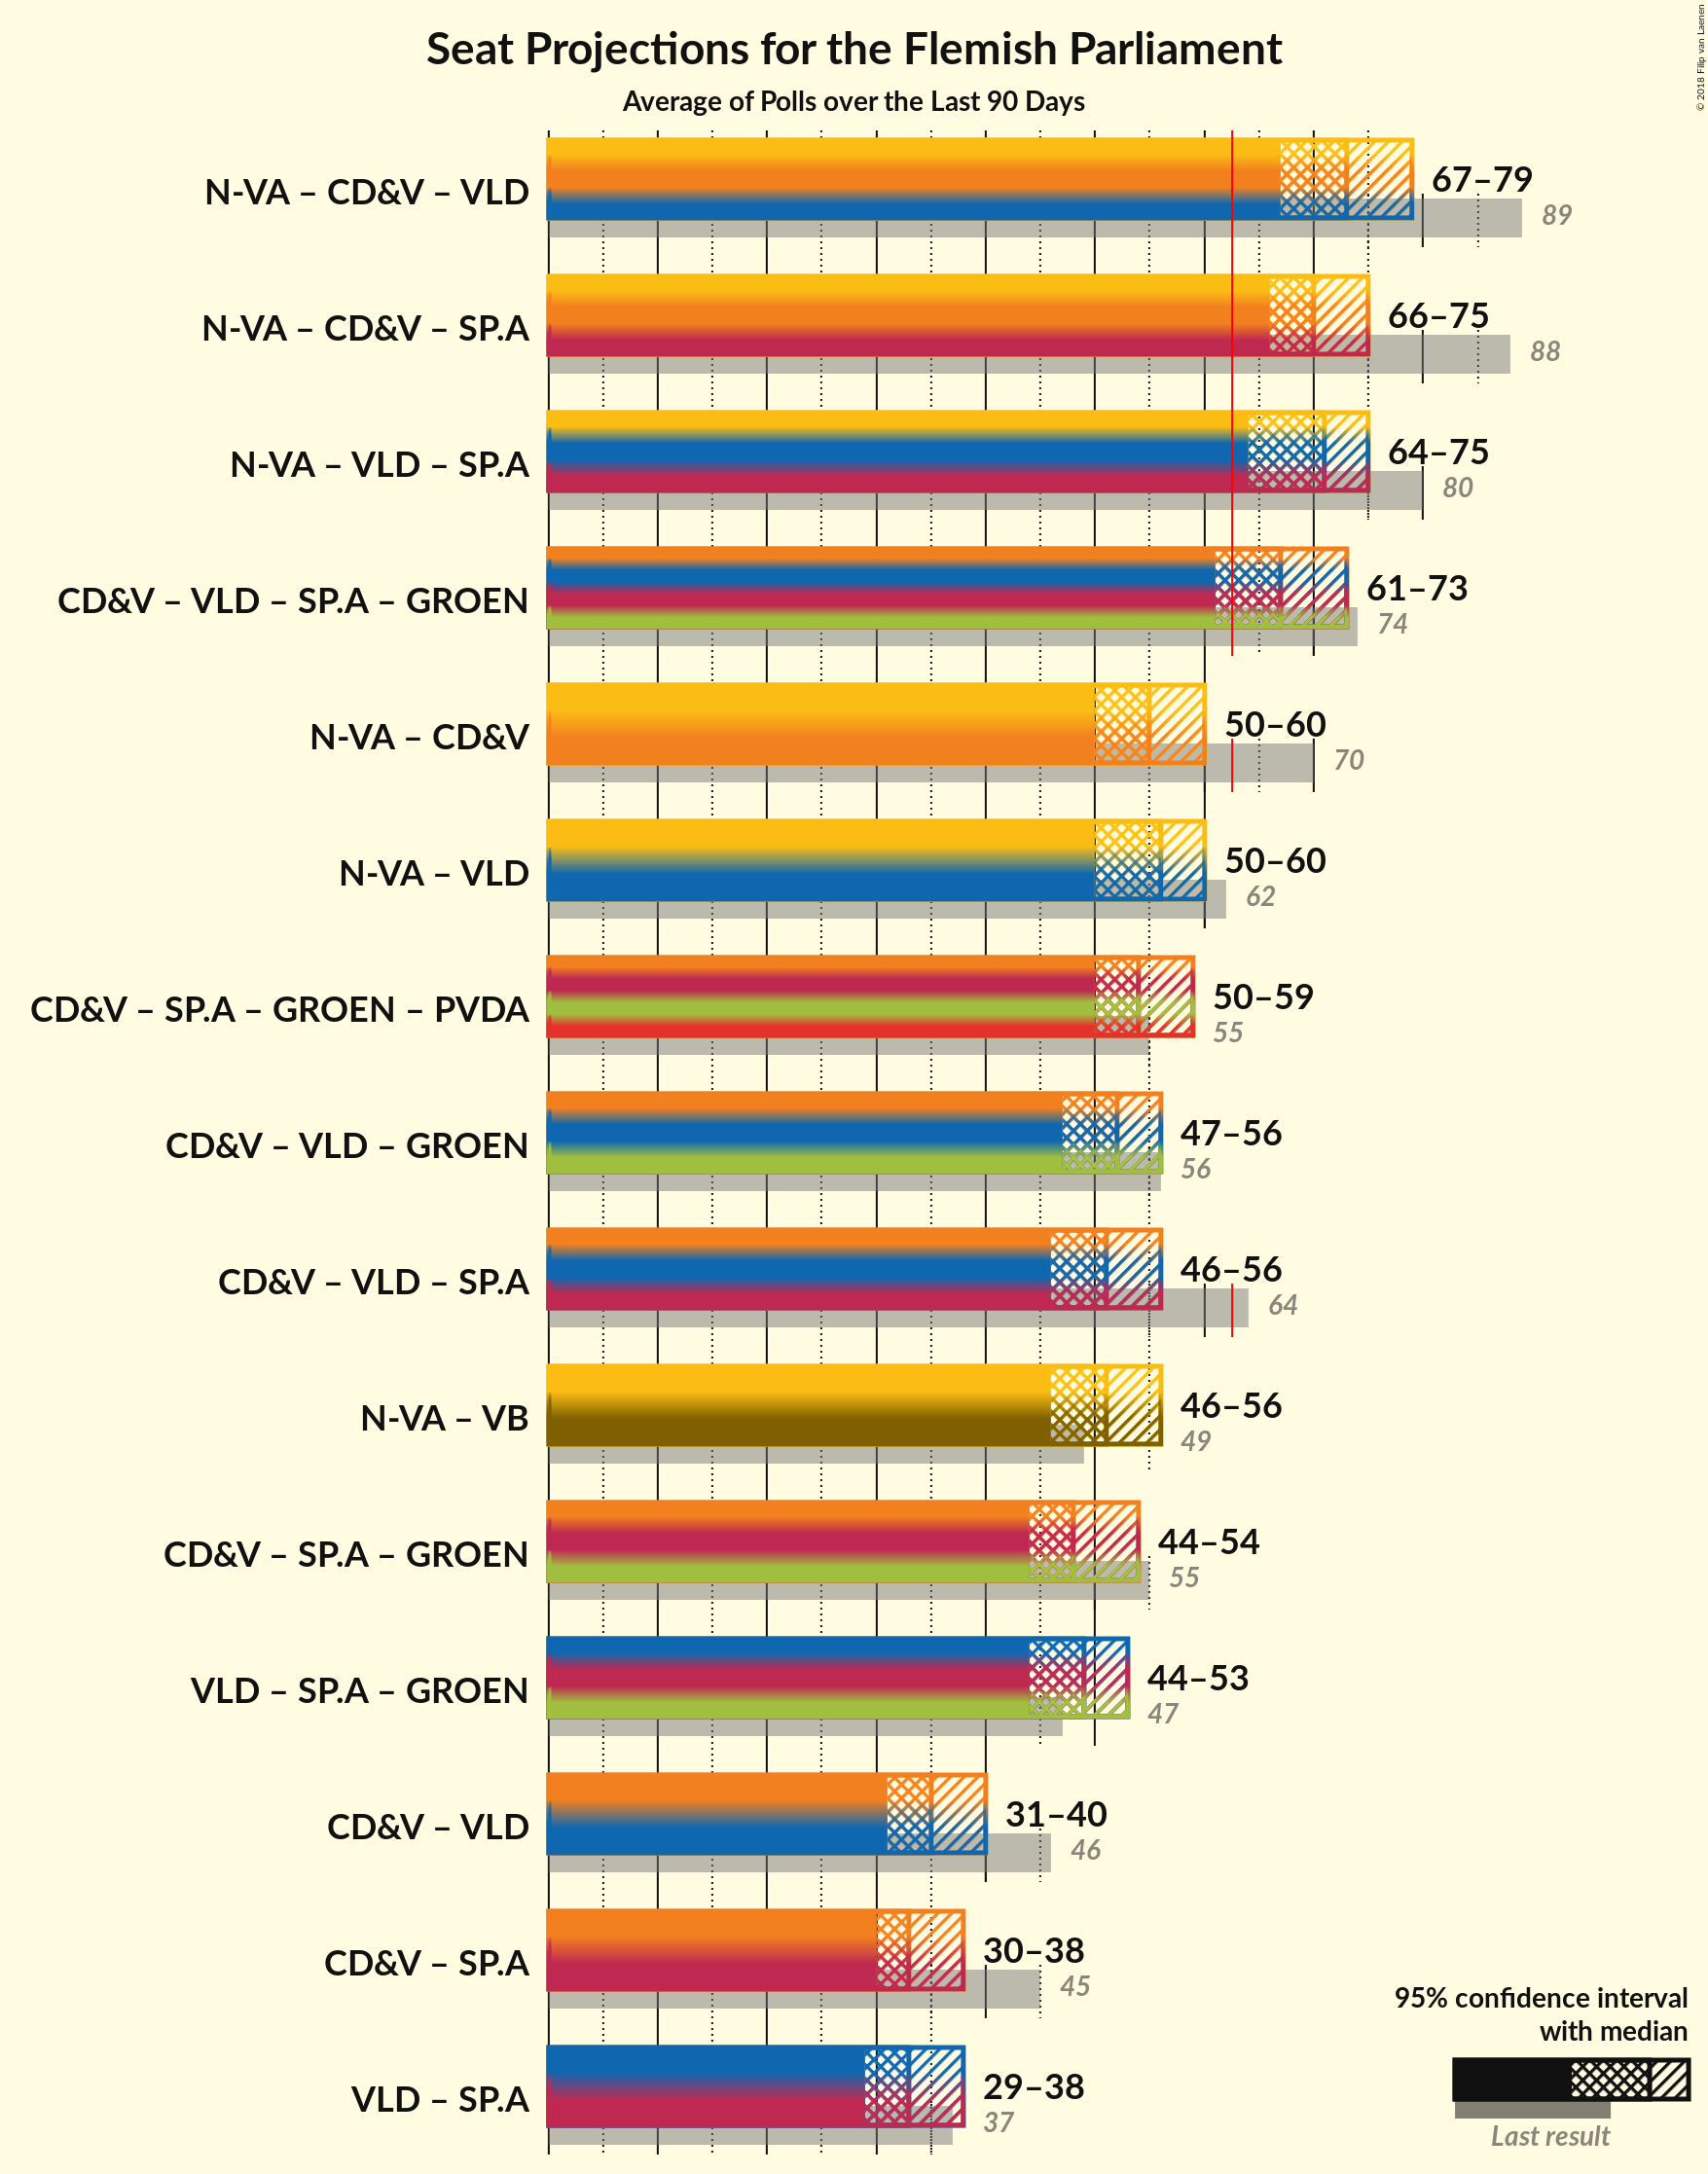 Seat Projections for the Flemish Parliament
Average of Polls over the Last 90 Days
© 2018 Filip van Laenen
N-VA – CD&V – VLD
67–79
89
N-VA – CD&V – SP.A
66–75
88
N-VA – VLD – SP.A
64–75
80
CD&V – VLD – SP.A – GROEN
61–73
74
N-VA – CD&V
50–60
70
N-VA – VLD
50–60
62
CD&V – SP.A – GROEN – PVDA
50–59
55
CD&V – VLD – GROEN
47–56
56
CD&V – VLD – SP.A
46–56
64
N-VA – VB
46–56
49
CD&V – SP.A – GROEN
44–54
55
VLD – SP.A – GROEN
44–53
47
CD&V – VLD
31–40
46
CD&V – SP.A
30–38
45
VLD – SP.A
29–38
37
95% confidence interval
with median
Last result